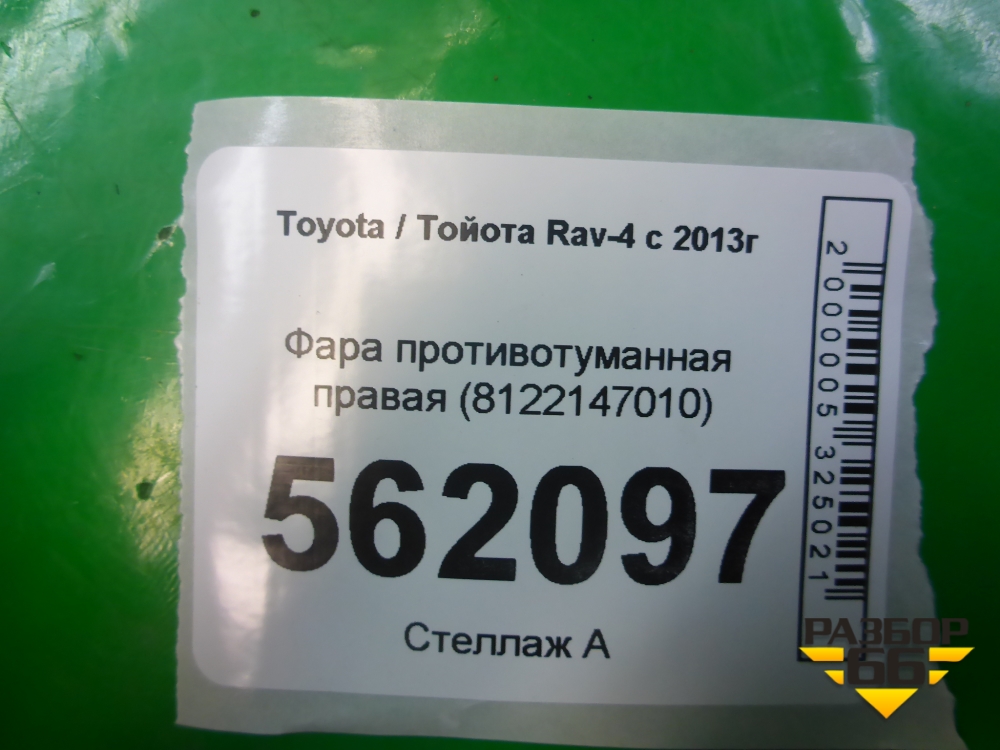 Toyota / Тойота Rav-4 с 2013г
Фара противотуманная
правая (8122147010)
562097
Стеллаж А
2000005325021
РАЗБОР
66